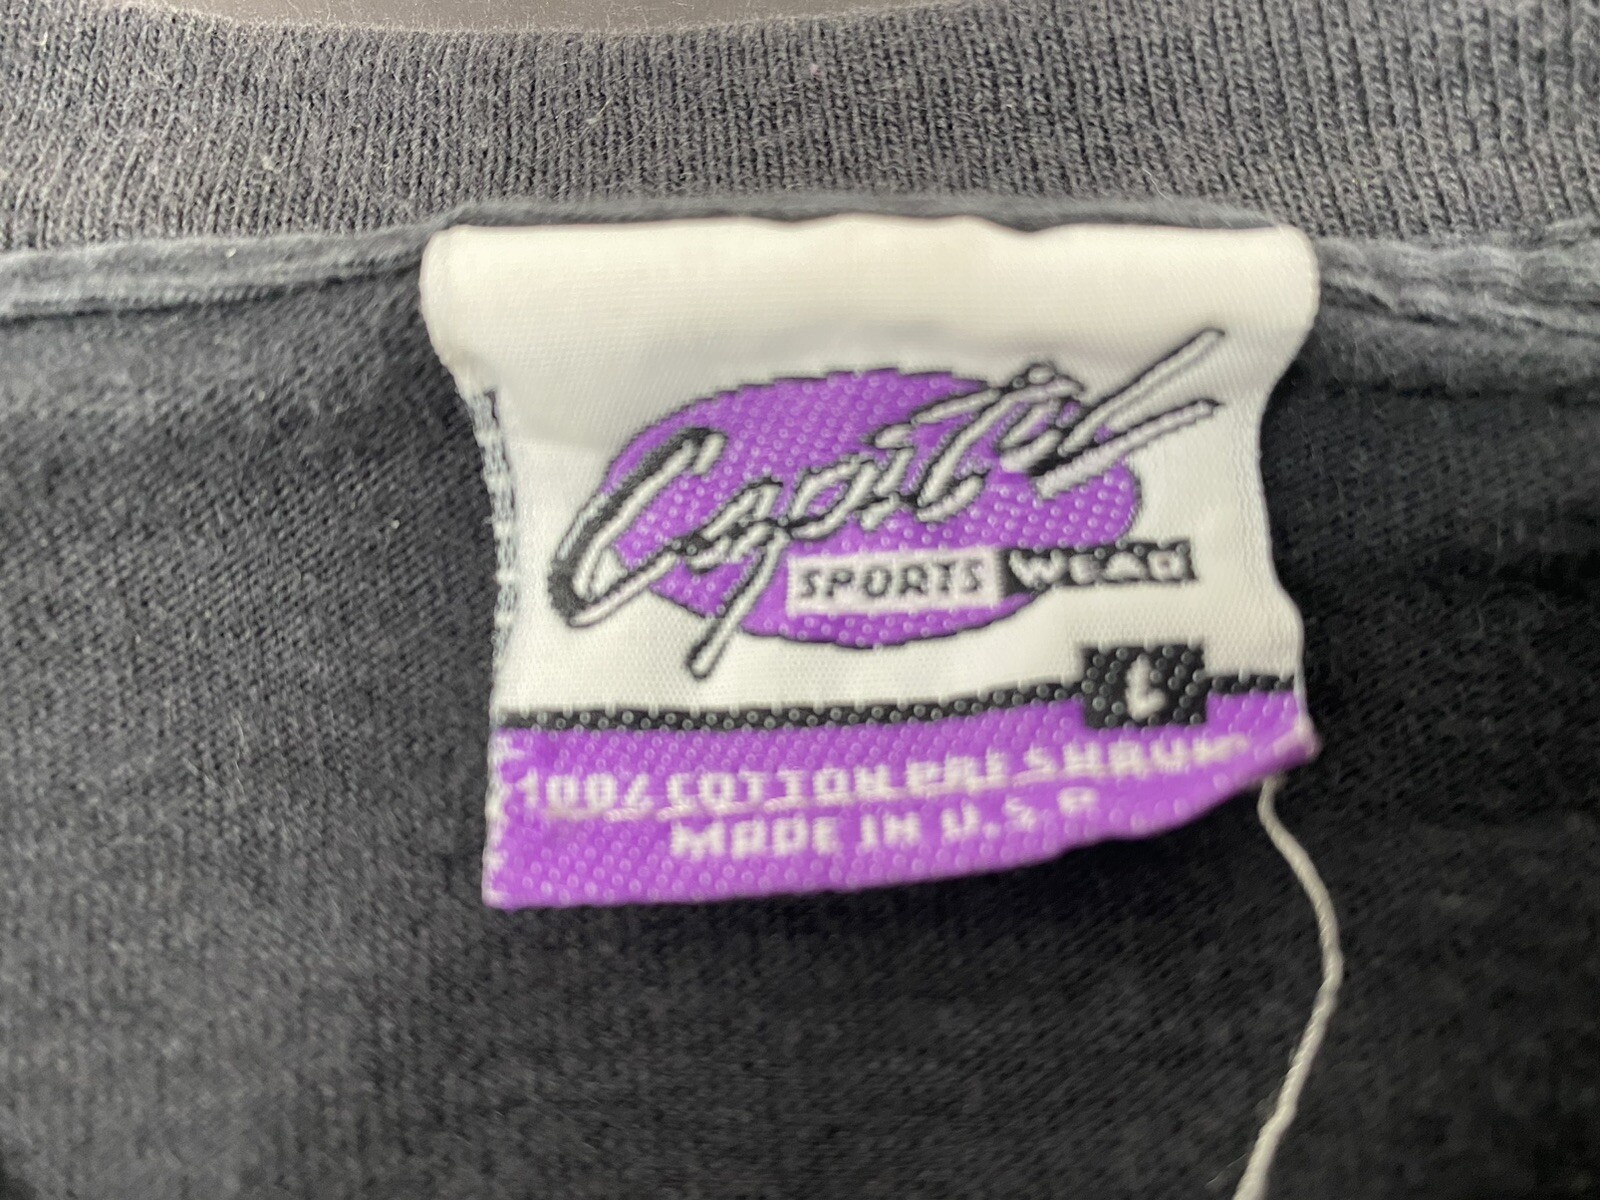 Capital
SPORTS WEAR
L
100% COTTON PRESHRUNK
MADE IN U.S.A